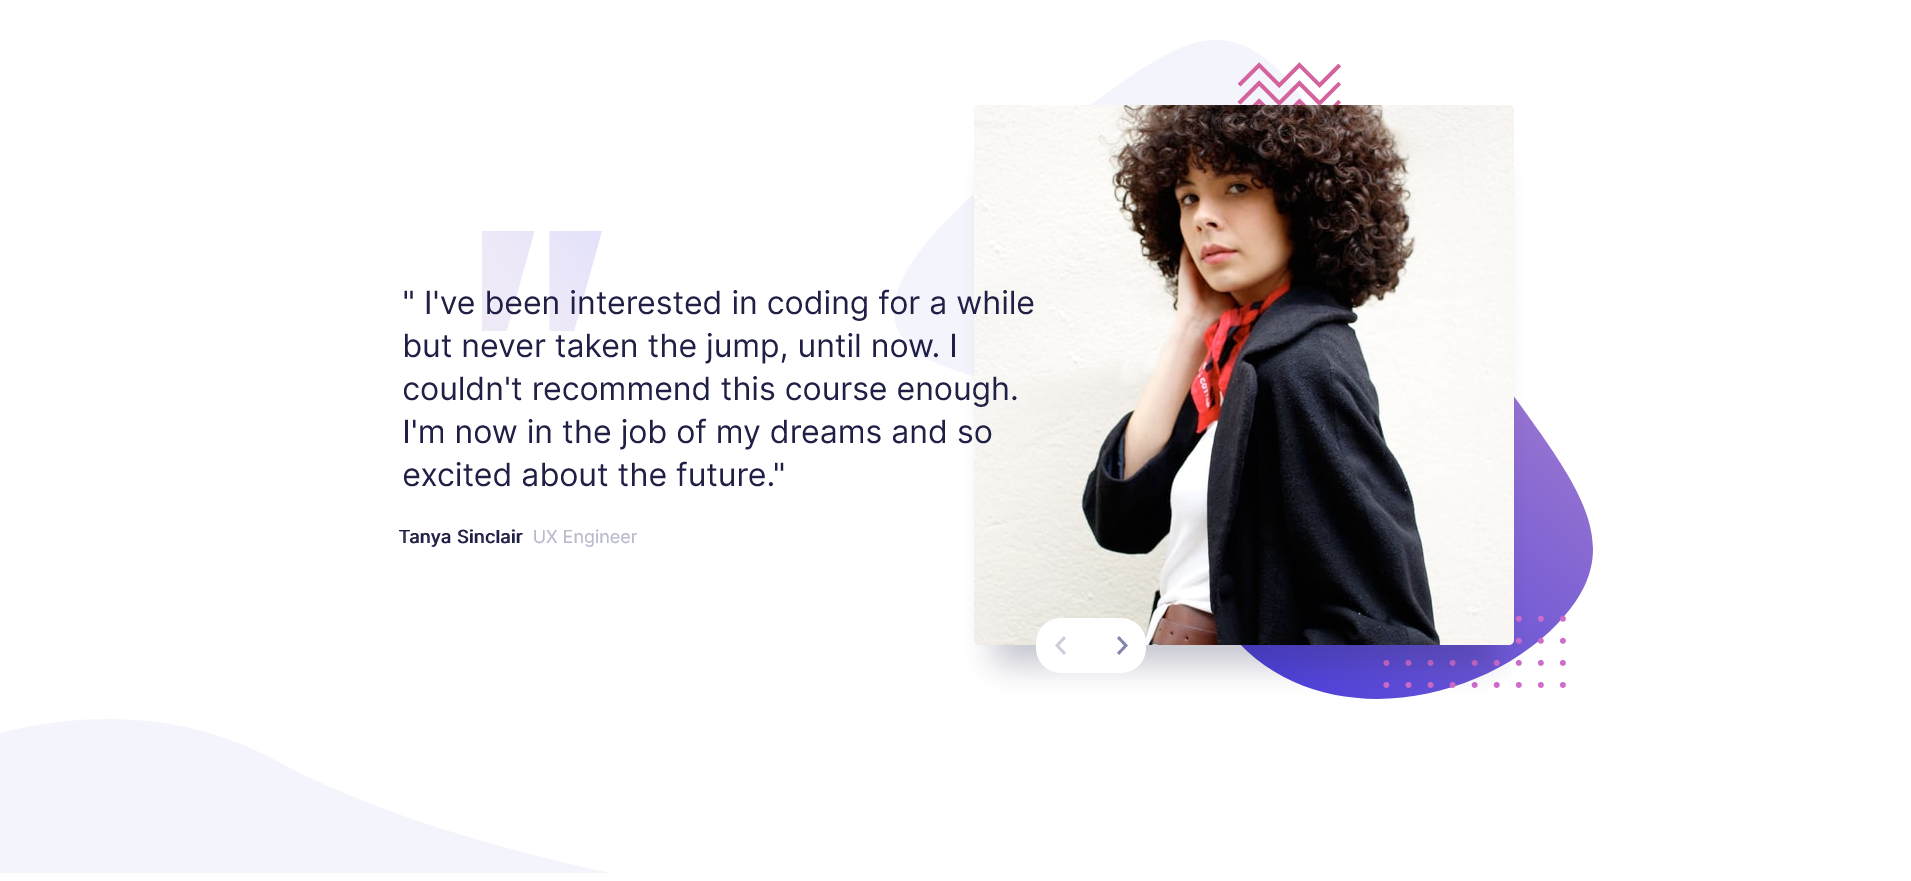 " I've been interested in coding for a while
but never taken the jump, until now. I
couldn't recommend this course enough.
I'm now in the job of my dreams and so
excited about the future."
Tanya Sinclair UX Engineer